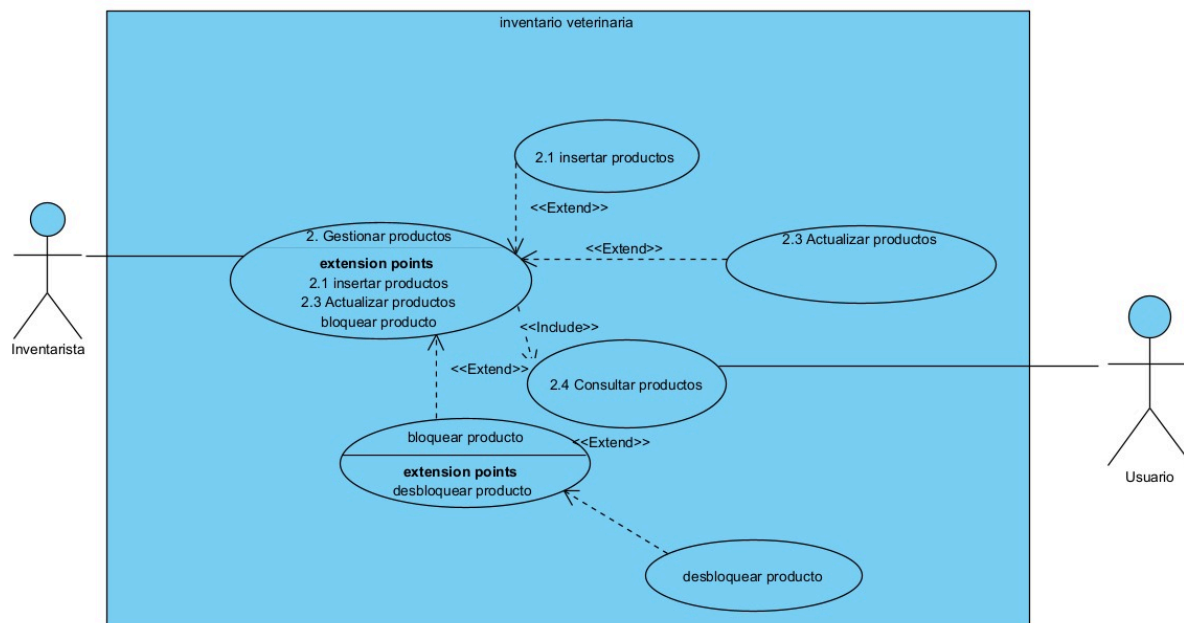 inventario veterinaria
2.1 insertar productos
<<Extend>>
2. Gestionar productos
extension points
2.1 insertar productos
2.3 Actualizar productos
bloquear producto
<<Extend>>
2.3 Actualizar productos
Inventarista
<<Include>>
<<Extend>>
2.4 Consultar productos
Usuario
bloquear producto
extension points
desbloquear producto
<<Extend>>
desbloquear producto